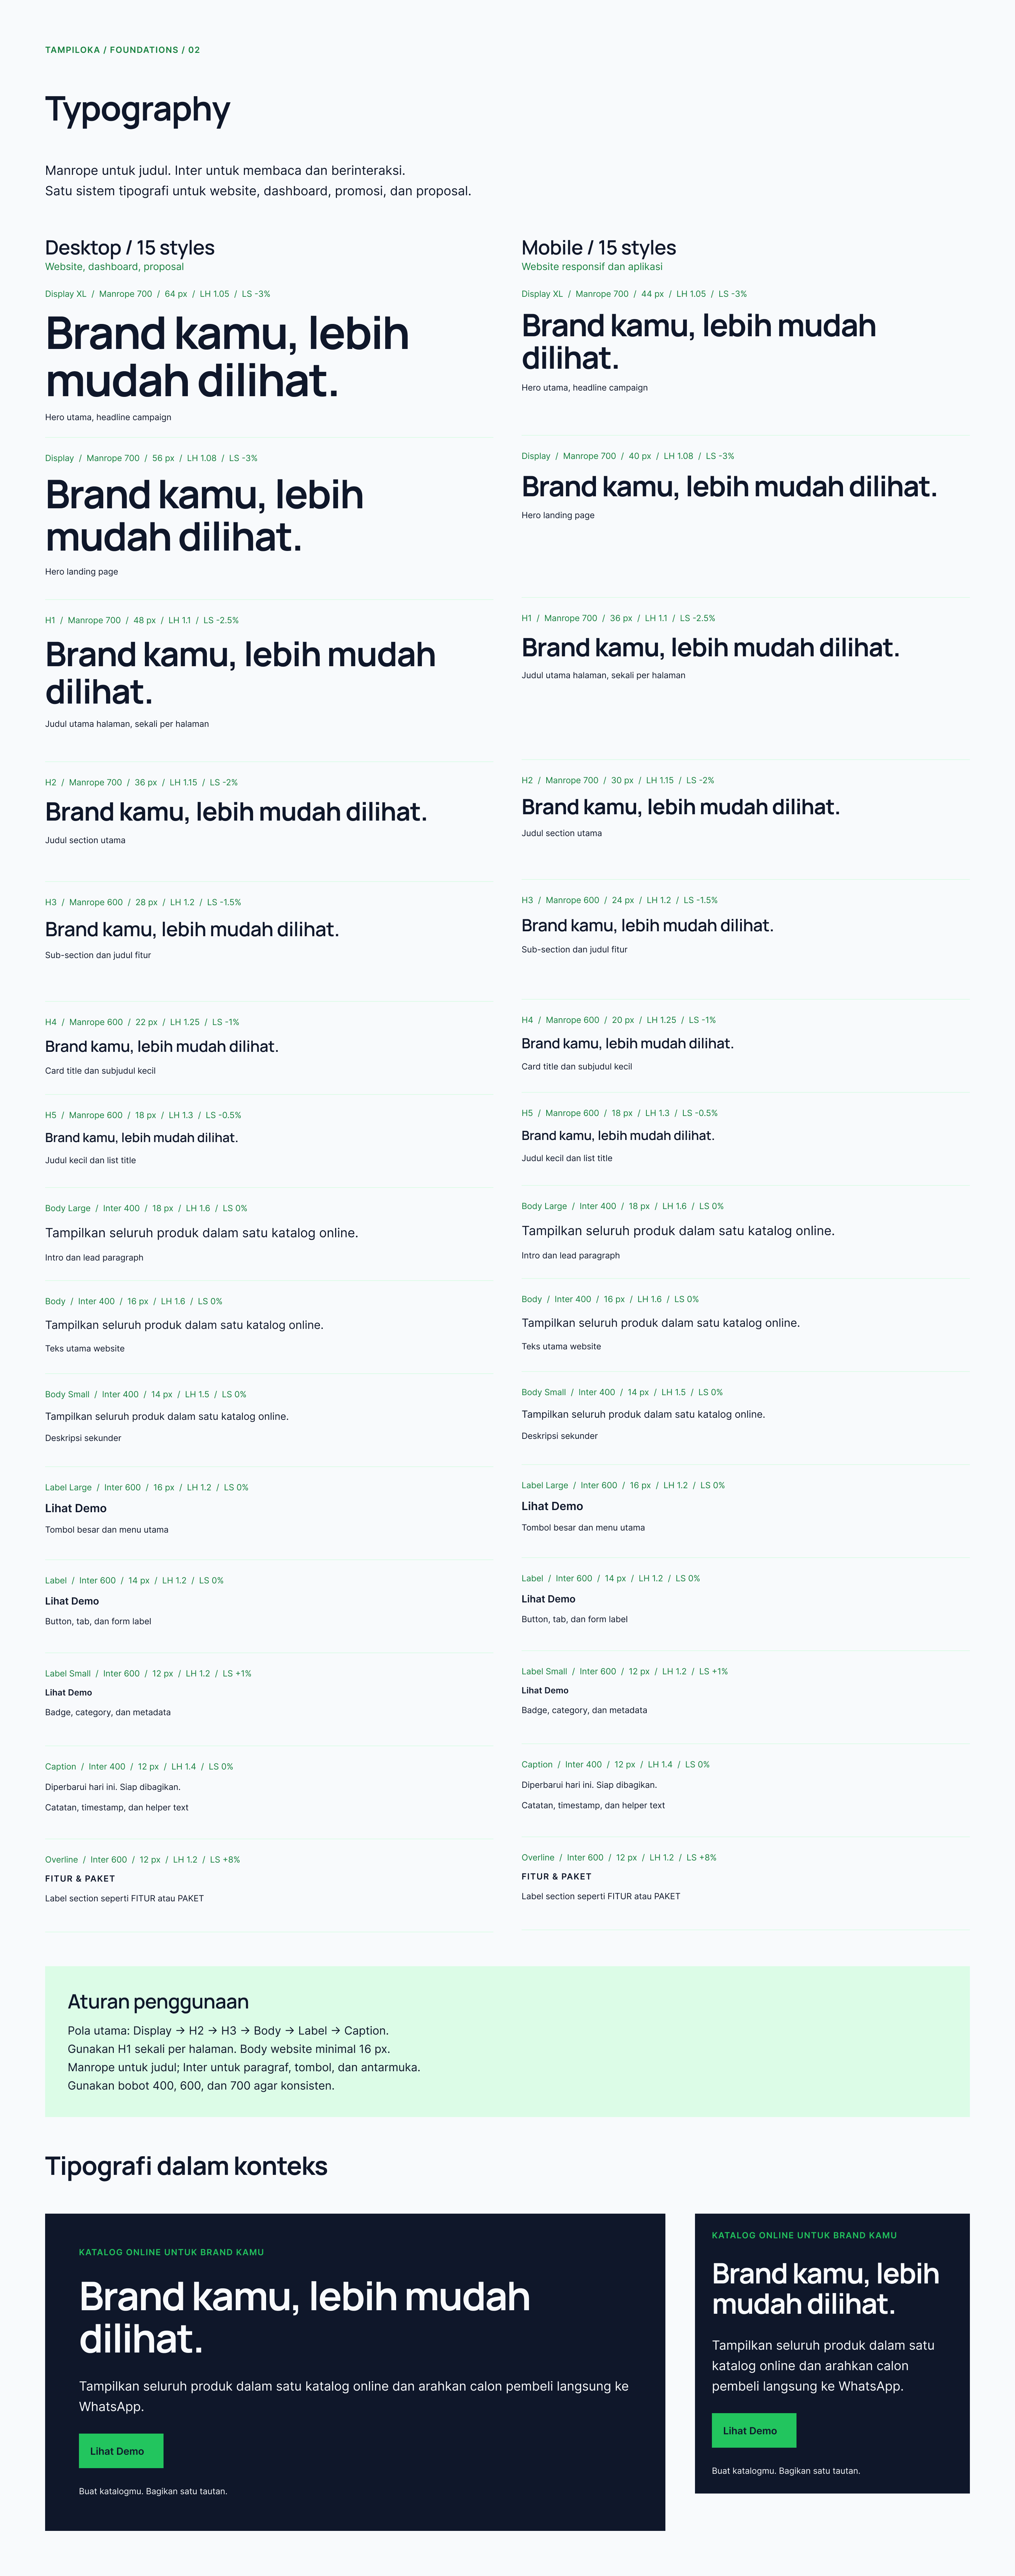 TAMPILOKA / FOUNDATIONS / 02
Typography
Manrope untuk judul. Inter untuk membaca dan berinteraksi.
Satu sistem tipografi untuk website, dashboard, promosi, dan proposal.
Desktop / 15 styles
Website, dashboard, proposal
Display XL / Manrope 700 / 64 px / LH 1.05 / LS -3%
Brand kamu, lebih
mudah dilihat.
Hero utama, headline campaign
Display / Manrope 700 / 56 px / LH 1.08 / LS -3%
Brand kamu, lebih
mudah dilihat.
Hero landing page
H1 / Manrope 700 / 48 px / LH 1.1 / LS -2.5%
Brand kamu, lebih mudah
dilihat.
Judul utama halaman, sekali per halaman
H2 / Manrope 700 / 36 px / LH 1.15 / LS -2%
Brand kamu, lebih mudah dilihat.
Judul section utama
H3 / Manrope 600 / 28 px / LH 1.2 / LS -1.5%
Brand kamu, lebih mudah dilihat.
Sub-section dan judul fitur
H4 / Manrope 600 / 22 px / LH 1.25 / LS -1%
Brand kamu, lebih mudah dilihat.
Card title dan subjudul kecil
H5 / Manrope 600 / 18 px / LH 1.3 / LS -0.5%
Brand kamu, lebih mudah dilihat.
Judul kecil dan list title
Body Large / Inter 400 / 18 px / LH 1.6 / LS 0%
Tampilkan seluruh produk dalam satu katalog online.
Intro dan lead paragraph
Body / Inter 400 / 16 px / LH 1.6 / LS 0%
Tampilkan seluruh produk dalam satu katalog online.
Teks utama website
Body Small / Inter 400 / 14 px / LH 1.5 / LS 0%
Tampilkan seluruh produk dalam satu katalog online.
Deskripsi sekunder
Label Large / Inter 600 / 16 px / LH 1.2 / LS 0%
Lihat Demo
Tombol besar dan menu utama
Label / Inter 600 / 14 px / LH 1.2 / LS 0%
Lihat Demo
Button, tab, dan form label
Label Small / Inter 600 / 12 px / LH 1.2 / LS +1%
Lihat Demo
Badge, category, dan metadata
Caption / Inter 400 / 12 px / LH 1.4 / LS 0%
Diperbarui hari ini. Siap dibagikan.
Catatan, timestamp, dan helper text
Overline / Inter 600 / 12 px / LH 1.2 / LS +8%
FITUR & PAKET
Label section seperti FITUR atau PAKET
Mobile / 15 styles
Website responsif dan aplikasi
Display XL / Manrope 700 / 44 px / LH 1.05 / LS -3%
Brand kamu, lebih mudah
dilihat.
Hero utama, headline campaign
Display / Manrope 700 / 40 px / LH 1.08 / LS -3%
Brand kamu, lebih mudah dilihat.
Hero landing page
H1 / Manrope 700 / 36 px / LH 1.1 / LS -2.5%
Brand kamu, lebih mudah dilihat.
Judul utama halaman, sekali per halaman
H2 / Manrope 700 / 30 px / LH 1.15 / LS -2%
Brand kamu, lebih mudah dilihat.
Judul section utama
H3 / Manrope 600 / 24 px / LH 1.2 / LS -1.5%
Brand kamu, lebih mudah dilihat.
Sub-section dan judul fitur
H4 / Manrope 600 / 20 px / LH 1.25 / LS -1%
Brand kamu, lebih mudah dilihat.
Card title dan subjudul kecil
H5 / Manrope 600 / 18 px / LH 1.3 / LS -0.5%
Brand kamu, lebih mudah dilihat.
Judul kecil dan list title
Body Large / Inter 400 / 18 px / LH 1.6 / LS 0%
Tampilkan seluruh produk dalam satu katalog online.
Intro dan lead paragraph
Body / Inter 400 / 16 px / LH 1.6 / LS 0%
Tampilkan seluruh produk dalam satu katalog online.
Teks utama website
Body Small / Inter 400 / 14 px / LH 1.5 / LS 0%
Tampilkan seluruh produk dalam satu katalog online.
Deskripsi sekunder
Label Large / Inter 600 / 16 px / LH 1.2 / LS 0%
Lihat Demo
Tombol besar dan menu utama
Label / Inter 600 / 14 px / LH 1.2 / LS 0%
Lihat Demo
Button, tab, dan form label
Label Small / Inter 600 / 12 px / LH 1.2 / LS +1%
Lihat Demo
Badge, category, dan metadata
Caption / Inter 400 / 12 px / LH 1.4 / LS 0%
Diperbarui hari ini. Siap dibagikan.
Catatan, timestamp, dan helper text
Overline / Inter 600 / 12 px / LH 1.2 / LS +8%
FITUR & PAKET
Label section seperti FITUR atau PAKET
Aturan penggunaan
Pola utama: Display → H2 → H3 → Body → Label → Caption.
Gunakan H1 sekali per halaman. Body website minimal 16 px.
Manrope untuk judul; Inter untuk paragraf, tombol, dan antarmuka.
Gunakan bobot 400, 600, dan 700 agar konsisten.
Tipografi dalam konteks
KATALOG ONLINE UNTUK BRAND KAMU
Brand kamu, lebih mudah
dilihat.
Tampilkan seluruh produk dalam satu katalog online dan arahkan calon pembeli langsung ke
WhatsApp.
Lihat Demo
Buat katalogmu. Bagikan satu tautan.
KATALOG ONLINE UNTUK BRAND KAMU
Brand kamu, lebih
mudah dilihat.
Tampilkan seluruh produk dalam satu
katalog online dan arahkan calon
pembeli langsung ke WhatsApp.
Lihat Demo
Buat katalogmu. Bagikan satu tautan.